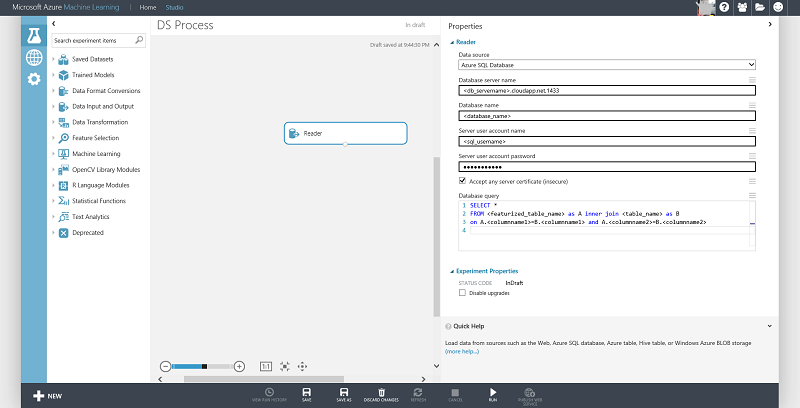 Microsoft Azure Machine Learning
Home
Studio
Search experiment items
Saved Datasets
Trained Models
Data Format Conversions
Data Input and Output
Data Transformation
Feature Selection
Machine Learning
OpenCV Library Modules
R Language Modules
Statistical Functions
Text Analytics
Deprecated
DS Process
In draft
Draft saved at 9:44:50 PM
Reader
1:1
Properties
Reader
Data source
Azure SQL Database
Database server name
<db_servername>.cloudapp.net,1433
Database name
<database_name>
Server user account name
<sql_username>
Server user account password
•••••••••••
Accept any server certificate (insecure)
Database query
1 SELECT *
2 FROM <featurized_table_name> as A inner join <table_name> as B
3 on A.<columnname1>=B.<columnname1> and A.<columnname2>=B.<columnname2>
4
Experiment Properties
STATUS CODE InDraft
Disable upgrades
Quick Help
Load data from sources such as the Web, Azure SQL database, Azure table, Hive table, or Windows Azure BLOB storage
(more help...)
NEW
VIEW RUN HISTORY
SAVE
SAVE AS
DISCARD CHANGES
REFRESH
CANCEL
RUN
PUBLISH WEB
SERVICE